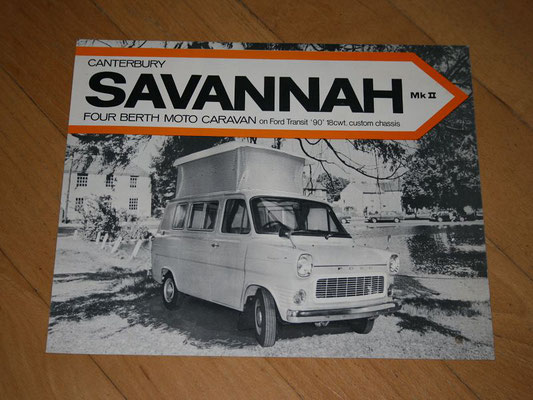 CANTERBURY
SAVANNAH Mk II
FOUR BERTH MOTO CARAVAN on Ford Transit '90' 18cwt. custom chassis
FORD